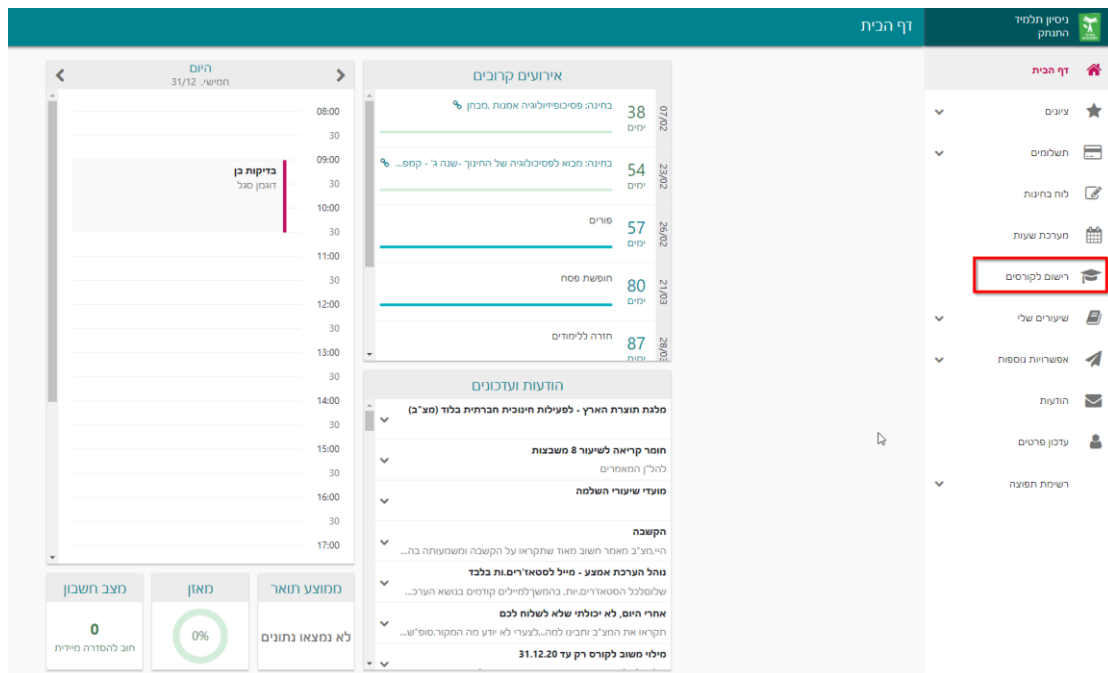 ניסיון תלמיד
התנתק
דף הבית
דף הבית
ציונים
תשלומים
לוח בחינות
מערכת שעות
רישום לקורסים
שיעורים שלי
אפשרויות נוספות
הודעות
עדכון פרטים
רשימת תפוצה
אירועים קרובים
07/02
38
ימים
בחינה: פסיכופיזיולוגיה אמנות .מבחן
23/02
54
ימים
בחינה: מבוא לפסיכולוגיה של החינוך -שנה ג' - קמפ...
26/02
57
ימים
פורים
21/03
80
ימים
חופשת פסח
28/03
87
ימים
חזרה ללימודים
הודעות ועדכונים
מלגת תוצרת הארץ - לפעילות חינוכית חברתית בלוד (מצ"ב)
חומר קריאה לשיעור 8 משבצות
להל"ן המאמרים
מועדי שיעורי השלמה
הקשבה
היי,מצ"ב מאמר חשוב מאוד שתקראו על הקשבה ומשמעותה בה...
נוהל הערכת אמצע - מייל לסטאז'רים.ות בלבד
שלוםלכל הסטאז'רים.יות, בהמשךלמיילים קודמים בנושא הערכ...
אחרי היום, לא יכולתי שלא לשלוח לכם
תקראו את המצ"ב ותבינו למה...לצערי לא יודע מה המקור.סופ"ש...
מילוי משוב לקורס רק עד 31.12.20
היום
חמישי, 31/12
08:00
30
09:00
30
10:00
30
11:00
30
12:00
30
13:00
30
14:00
30
15:00
30
16:00
30
17:00
בדיקות בן
דוגמן סגל
ממוצע תואר
לא נמצאו נתונים
מאזן
0%
מצב חשבון
0
חוב להסדרה מיידית